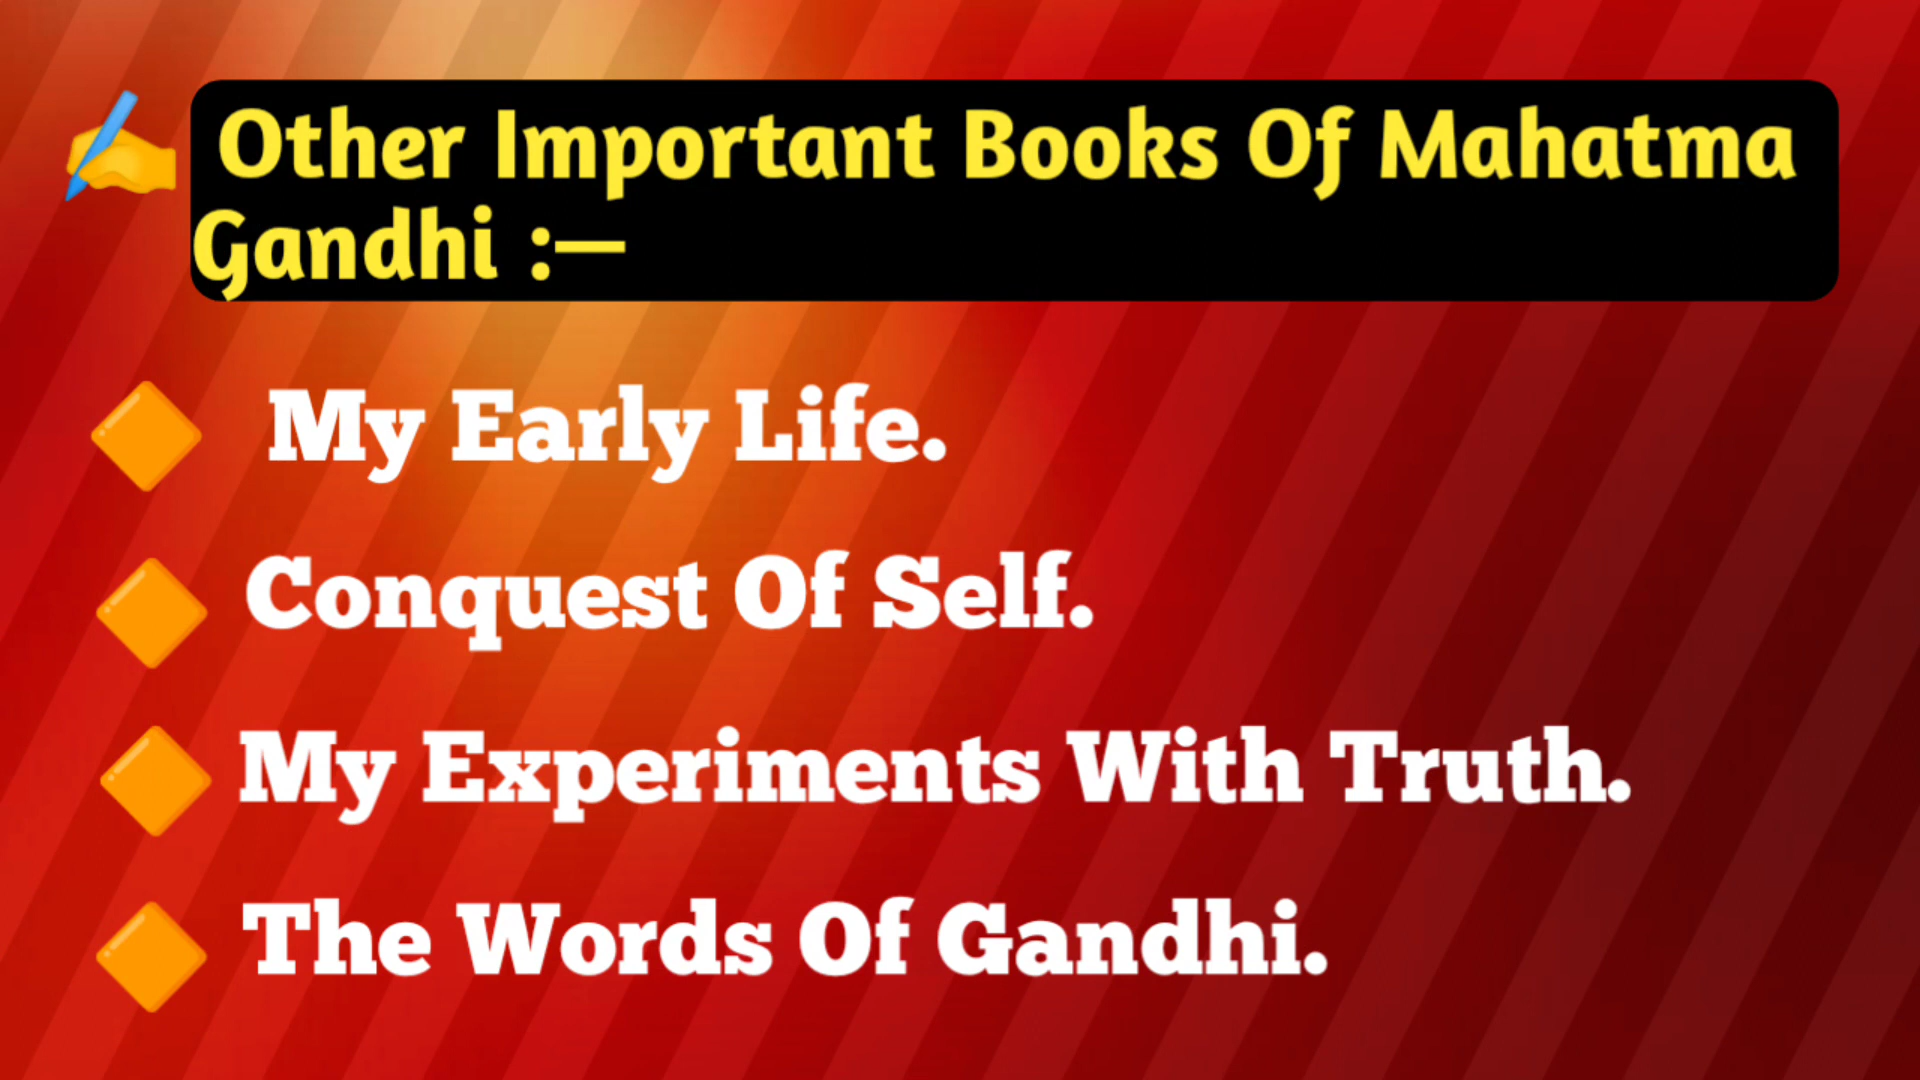 Other Important Books Of Mahatma
Gandhi :—
My Early Life.
Conquest Of Self.
My Experiments With Truth.
The Words Of Gandhi.